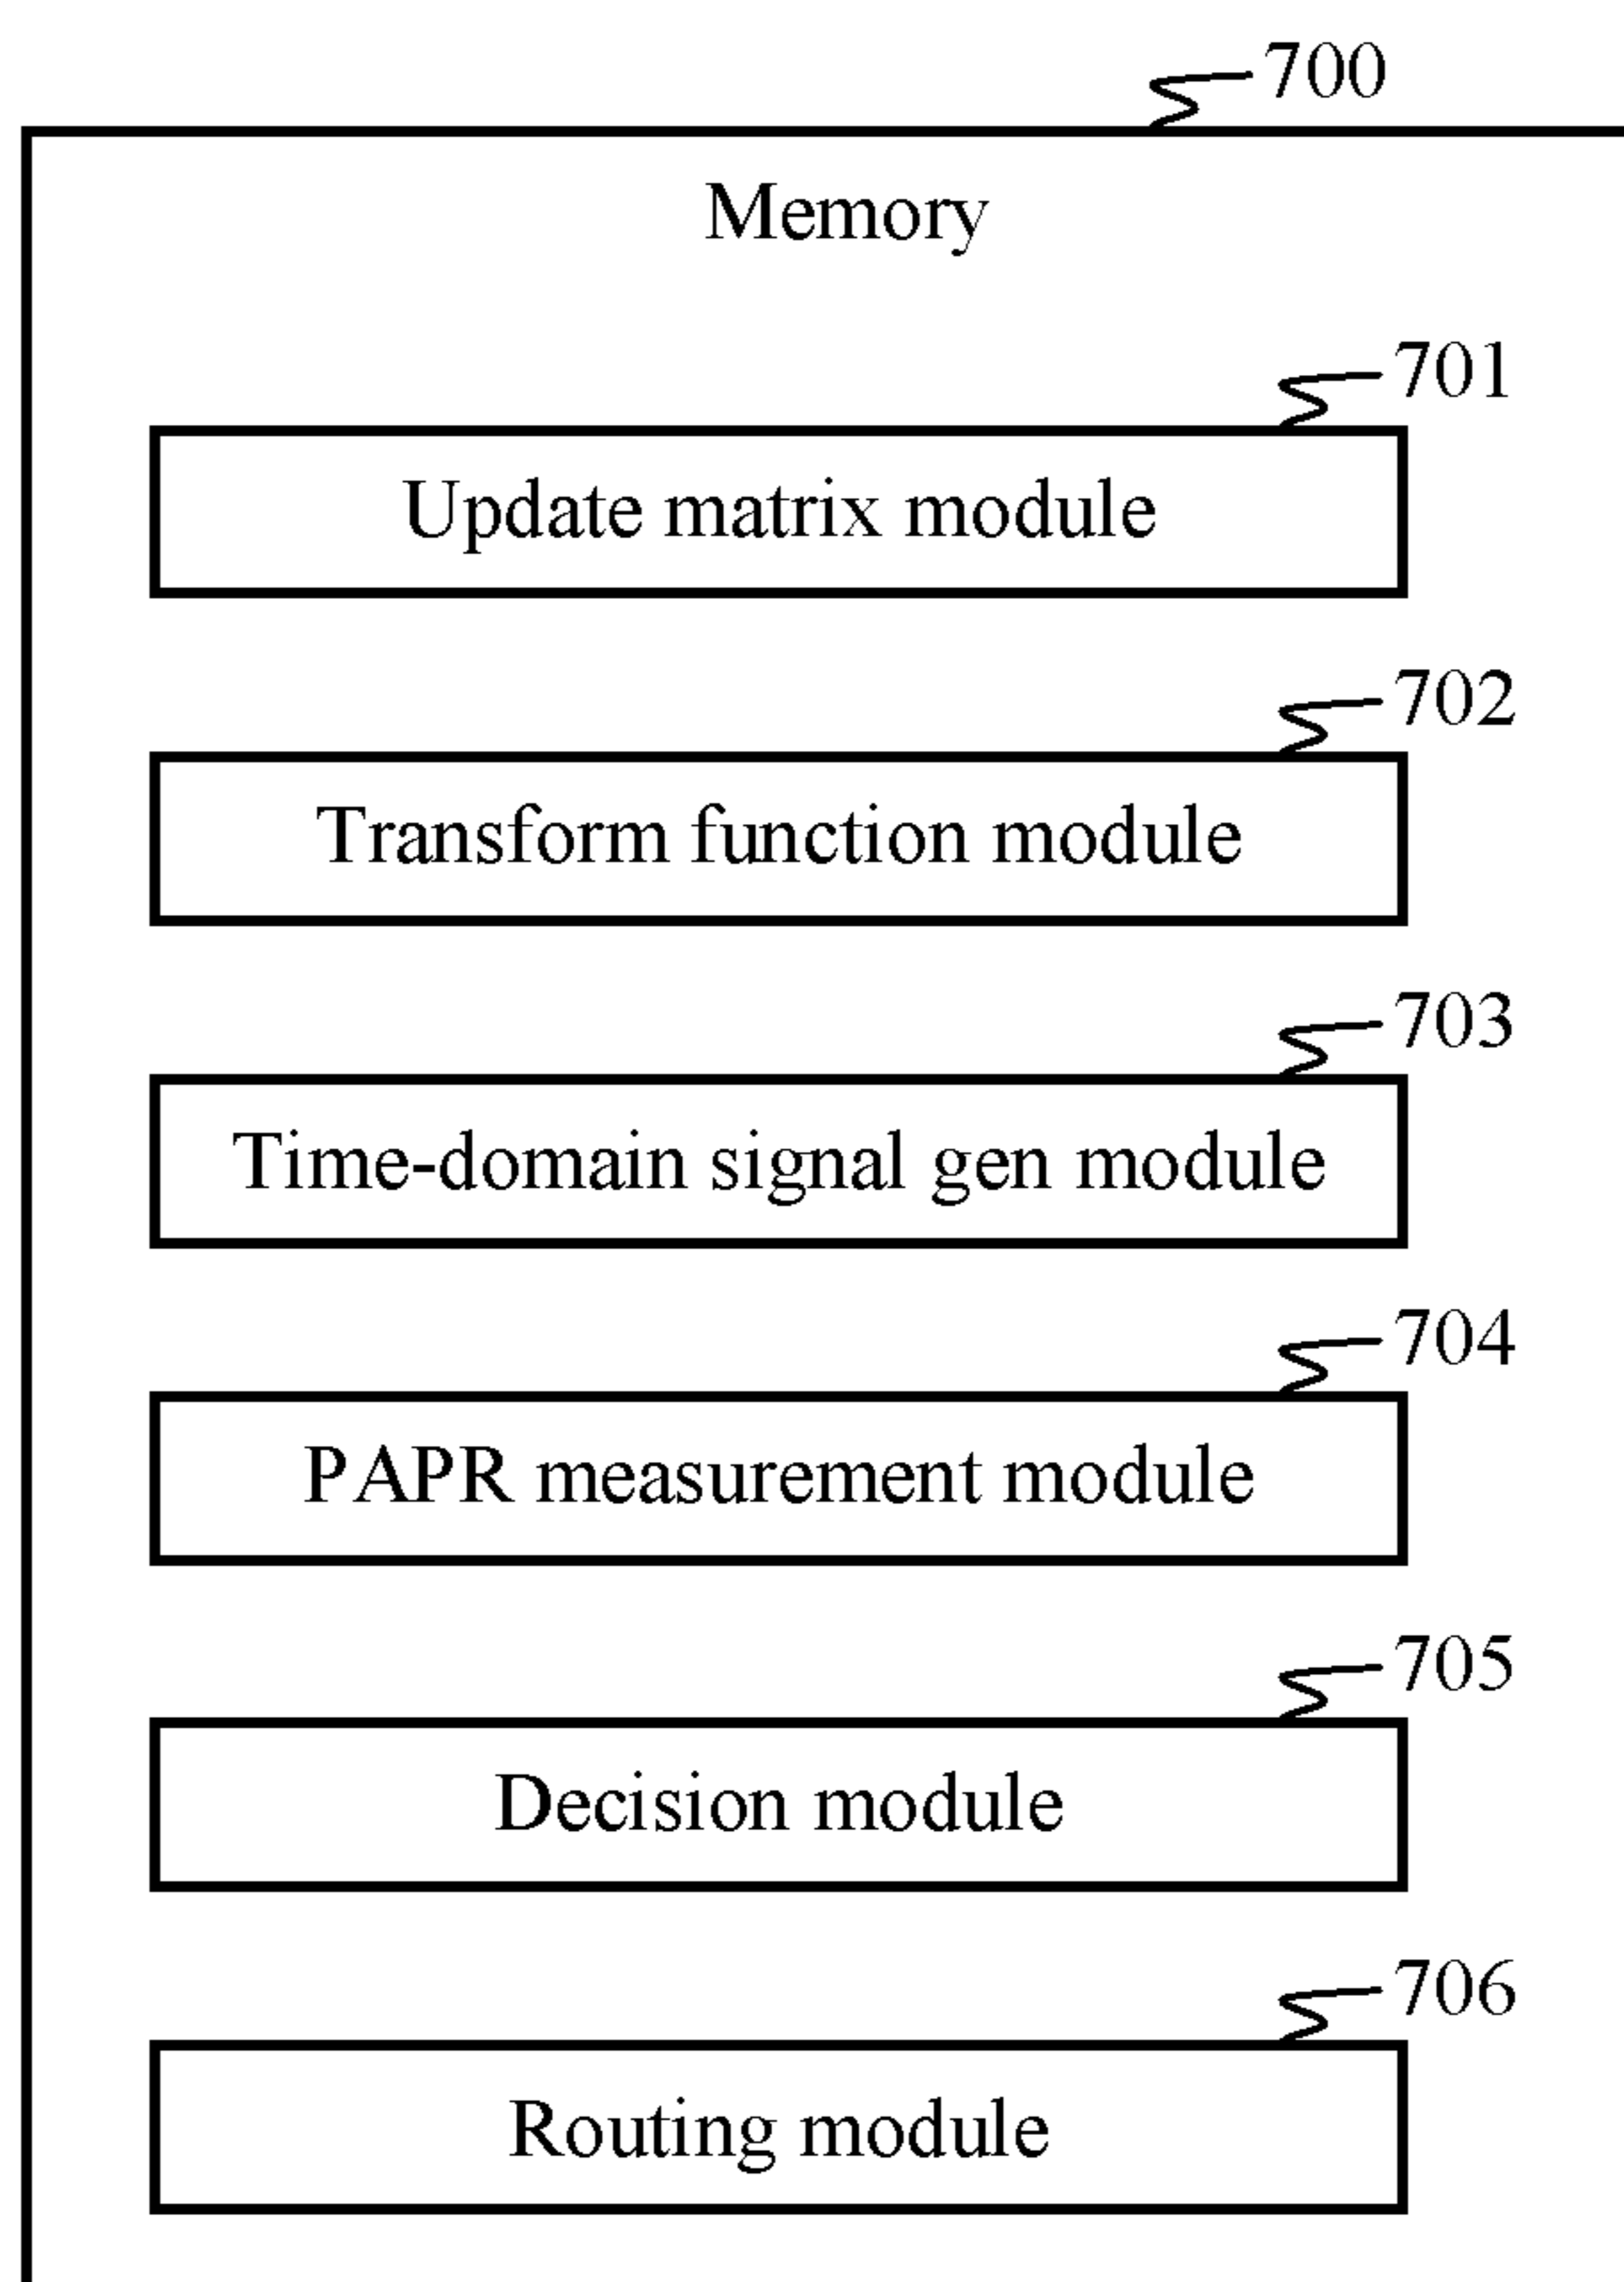 700
Memory
701
Update matrix module
702
Transform function module
703
Time-domain signal gen module
704
PAPR measurement module
705
Decision module
706
Routing module